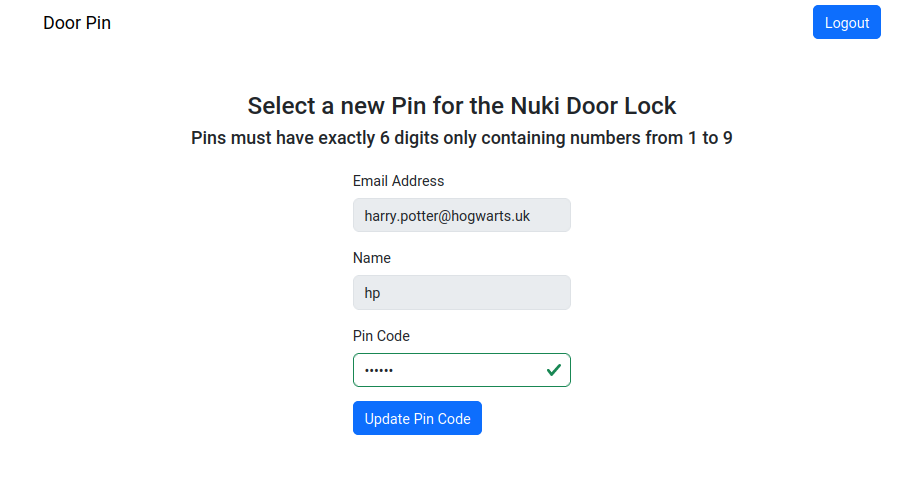 Door Pin
Logout
Select a new Pin for the Nuki Door Lock
Pins must have exactly 6 digits only containing numbers from 1 to 9
Email Address
harry.potter@hogwarts.uk
Name
hp
Pin Code
••••••
Update Pin Code